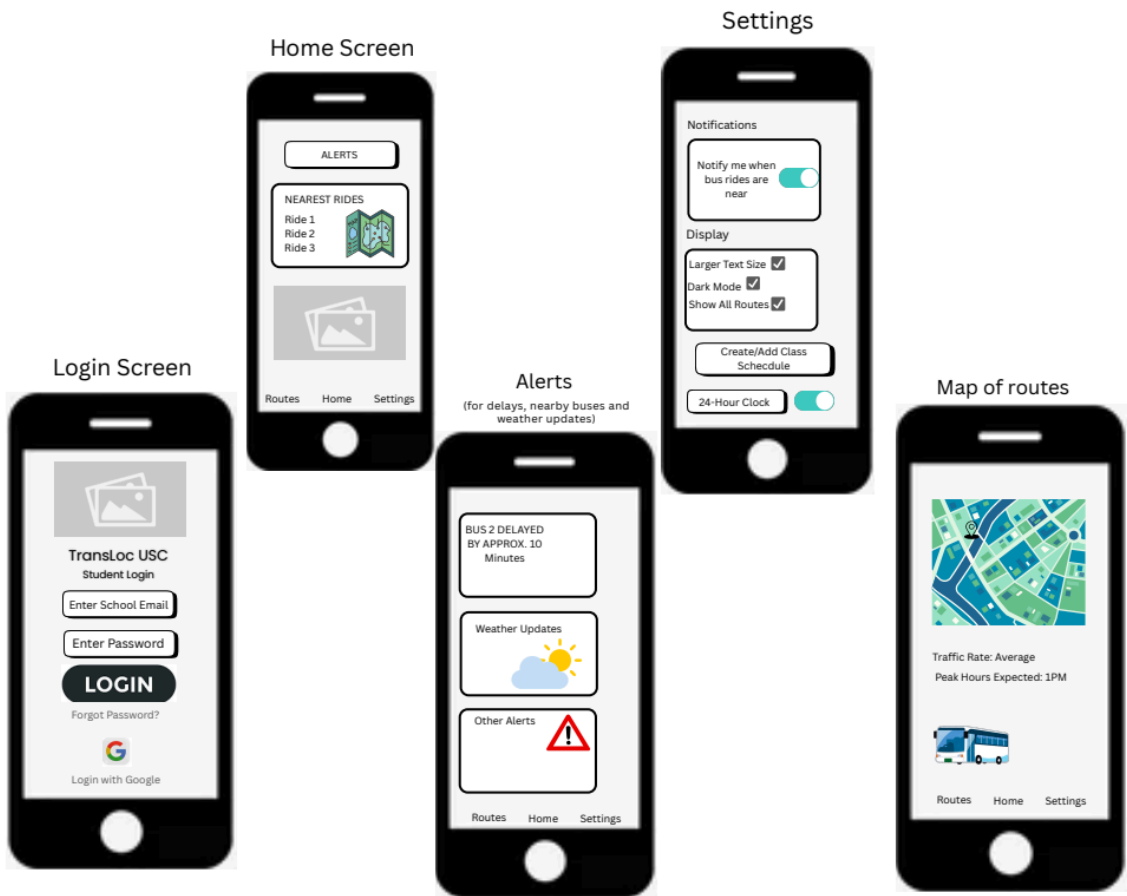 Login Screen
TransLoc USC
Student Login
Enter School Email
Enter Password
LOGIN
Forgot Password?
G
Login with Google
Home Screen
ALERTS
NEAREST RIDES
Ride 1
Ride 2
Ride 3
Routes Home Settings
Alerts
(for delays, nearby buses and
weather updates)
BUS 2 DELAYED
BY APPROX. 10
Minutes
Weather Updates
Other Alerts
Routes Home Settings
Settings
Notifications
Notify me when
bus rides are
near
Display
Larger Text Size
Dark Mode
Show All Routes
Create/Add Class
Schecdule
24-Hour Clock
Map of routes
Traffic Rate: Average
Peak Hours Expected: 1PM
Routes Home Settings